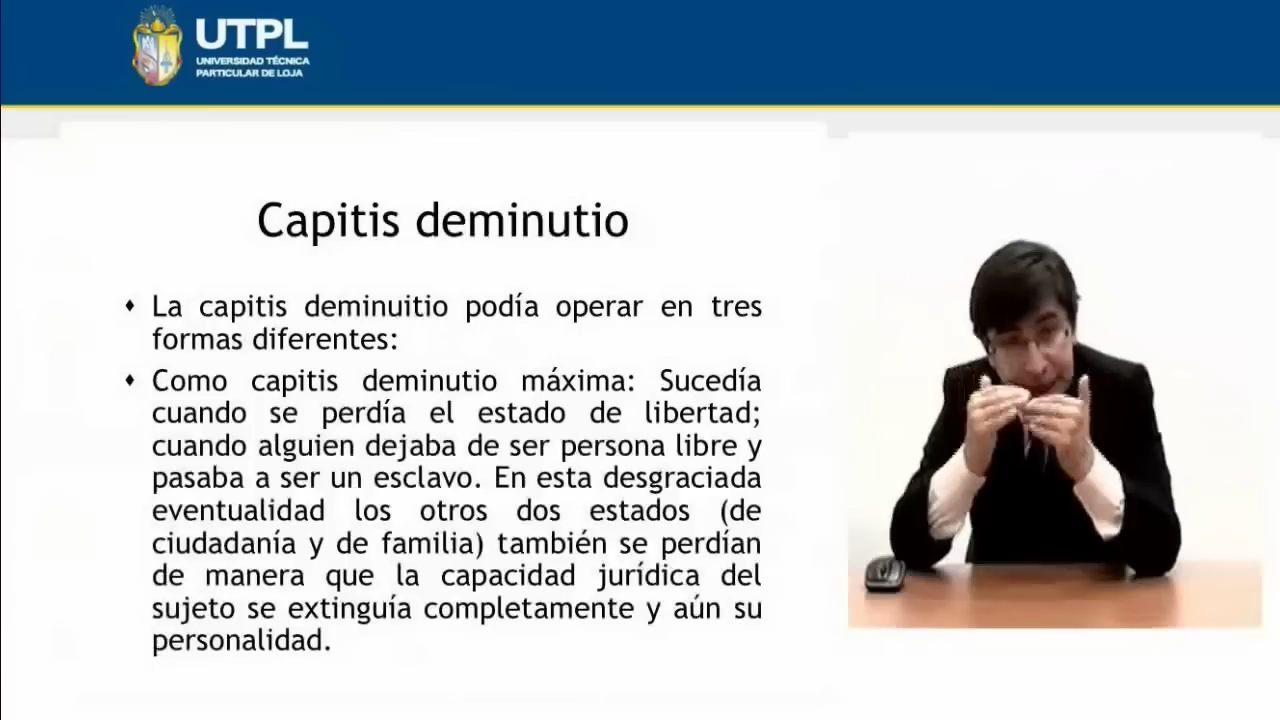 UTPL
UNIVERSIDAD TÉCNICA
PARTICULAR DE LOJA
Capitis deminutio
• La capitis deminuitio podía operar en tres
formas diferentes:
• Como capitis deminutio máxima: Sucedía
cuando se perdía el estado de libertad;
cuando alguien dejaba de ser persona libre y
pasaba a ser un esclavo. En esta desgraciada
eventualidad los otros dos estados (de
ciudadanía y de familia) también se perdían
de manera que la capacidad jurídica del
sujeto se extinguía completamente y aún su
personalidad.